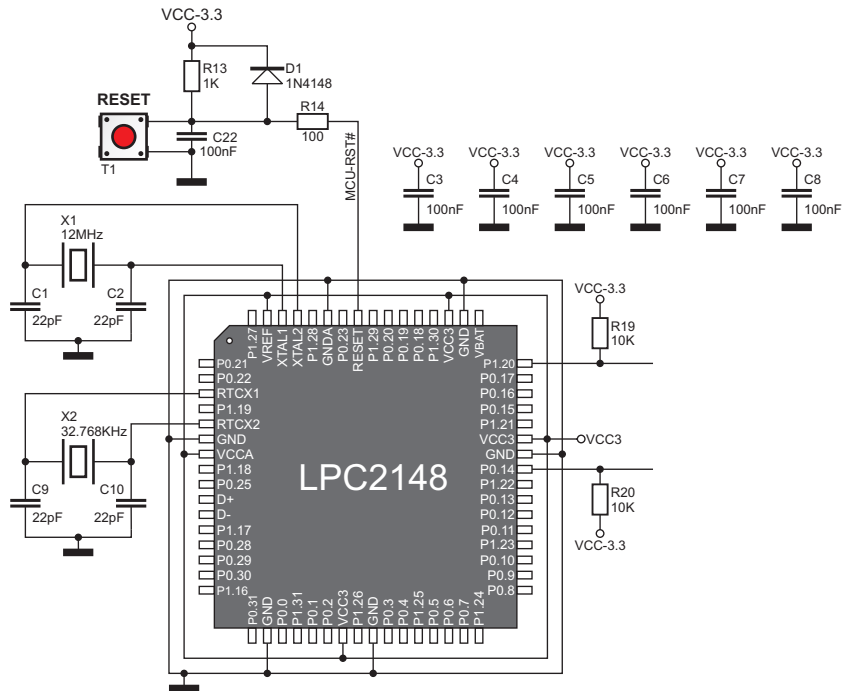 VCC-3.3
R13
1K
D1
1N4148
RESET
R14
100
C22
100nF
T1
MCU-RST#
VCC-3.3
VCC-3.3
VCC-3.3
VCC-3.3
VCC-3.3
VCC-3.3
C3
C4
C5
C6
C7
C8
100nF
100nF
100nF
100nF
100nF
100nF
X1
12MHz
C1
C2
22pF
22pF
VCC-3.3
R19
10K
P1.27
VREF
XTAL1
XTAL2
P1.28
GNDA
P0.23
RESET
P1.29
P0.20
P0.19
P0.18
P1.30
VCC3
GND
VBAT
P0.21
P0.22
RTCX1
P1.19
RTCX2
GND
VCCA
P1.18
P0.25
D+
D-
P1.17
P0.28
P0.29
P0.30
P1.16
X2
32.768KHz
C9
C10
22pF
22pF
LPC2148
P1.20
P0.17
P0.16
P0.15
P1.21
VCC3
GND
P0.14
P1.22
P0.13
P0.12
P0.11
P1.23
P0.10
P0.9
P0.8
VCC3
R20
10K
VCC-3.3
P0.31
GND
P0.0
P1.31
P0.1
P0.2
VCC3
P1.26
GND
P0.3
P0.4
P1.25
P0.5
P0.6
P0.7
P1.24